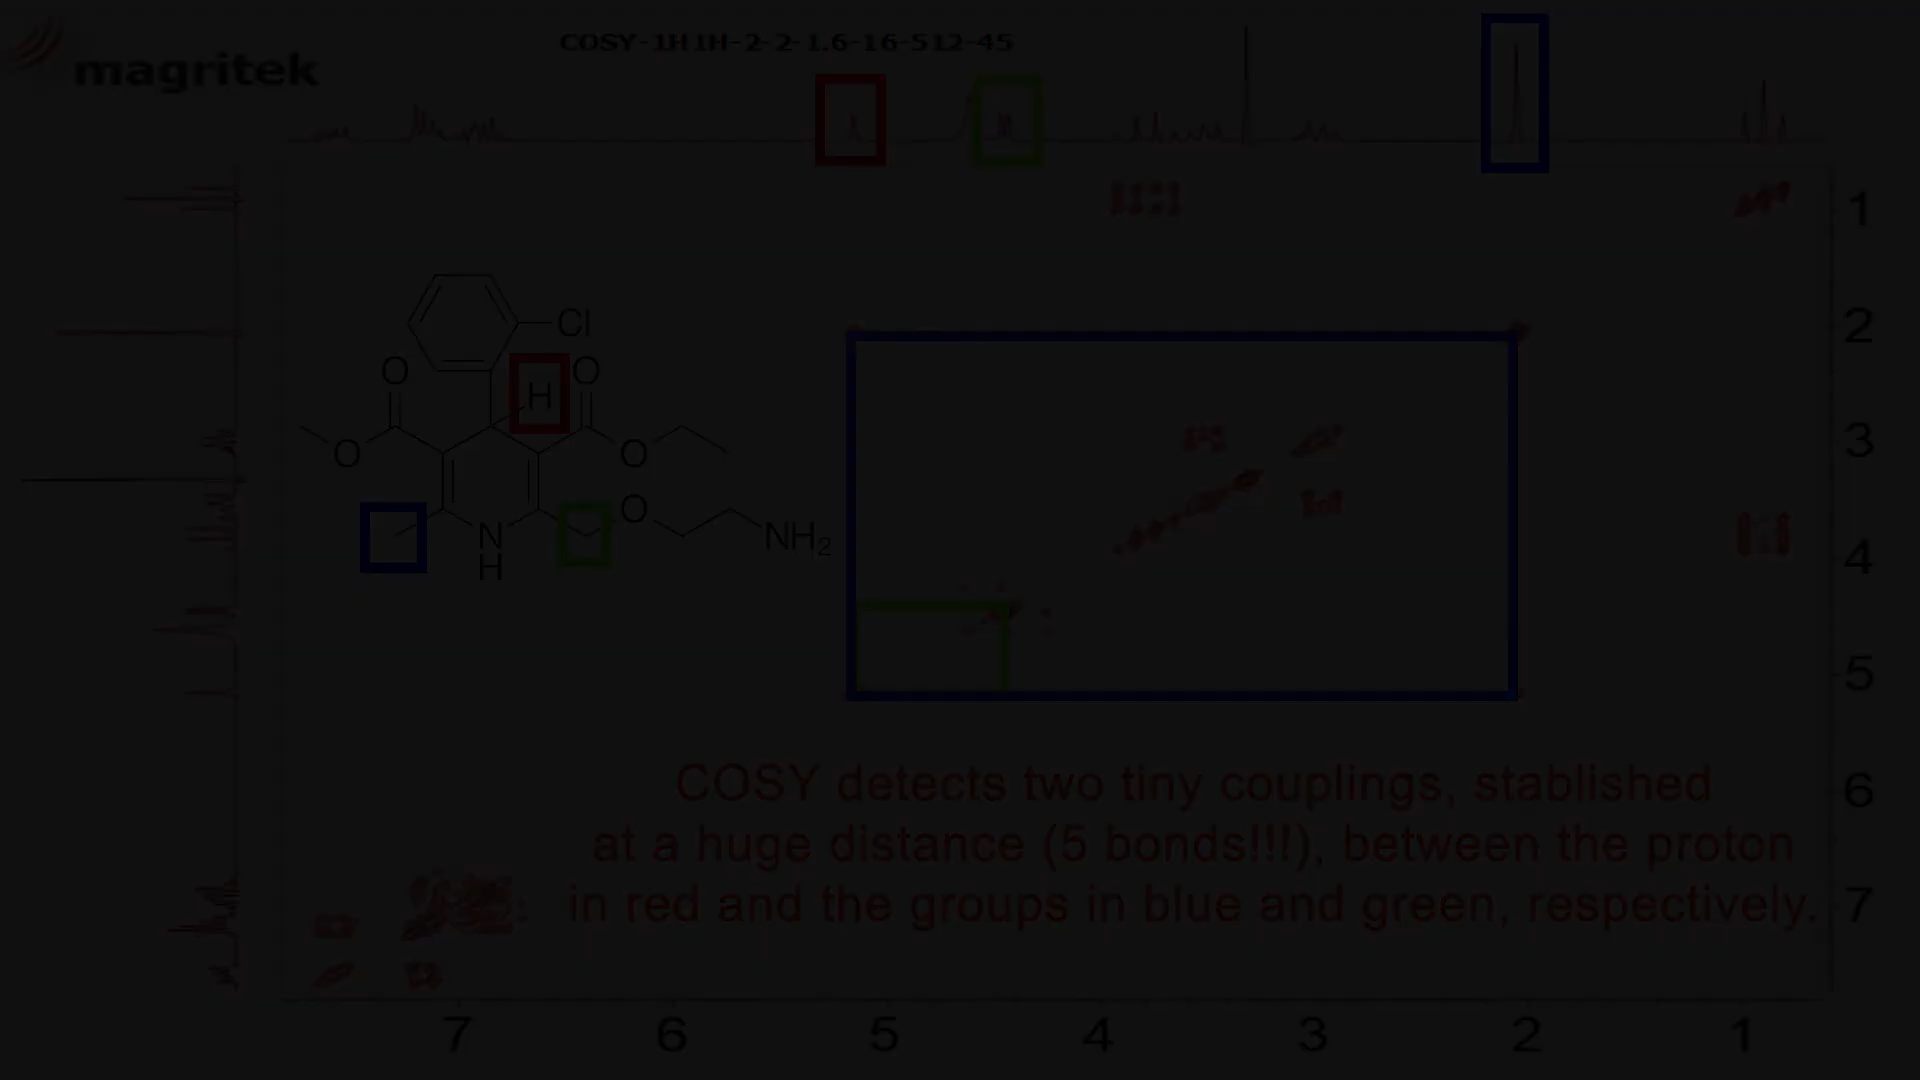 COSY-1H1H-2-2-1.6-16-512-45
magritek
1
2
3
4
5
6
7
Cl
O
O
H
O
O
O
N
H
NH2
COSY detects two tiny couplings, stablished
at a huge distance (5 bonds!!!), between the proton
in red and the groups in blue and green, respectively.
7 6 5 4 3 2 1